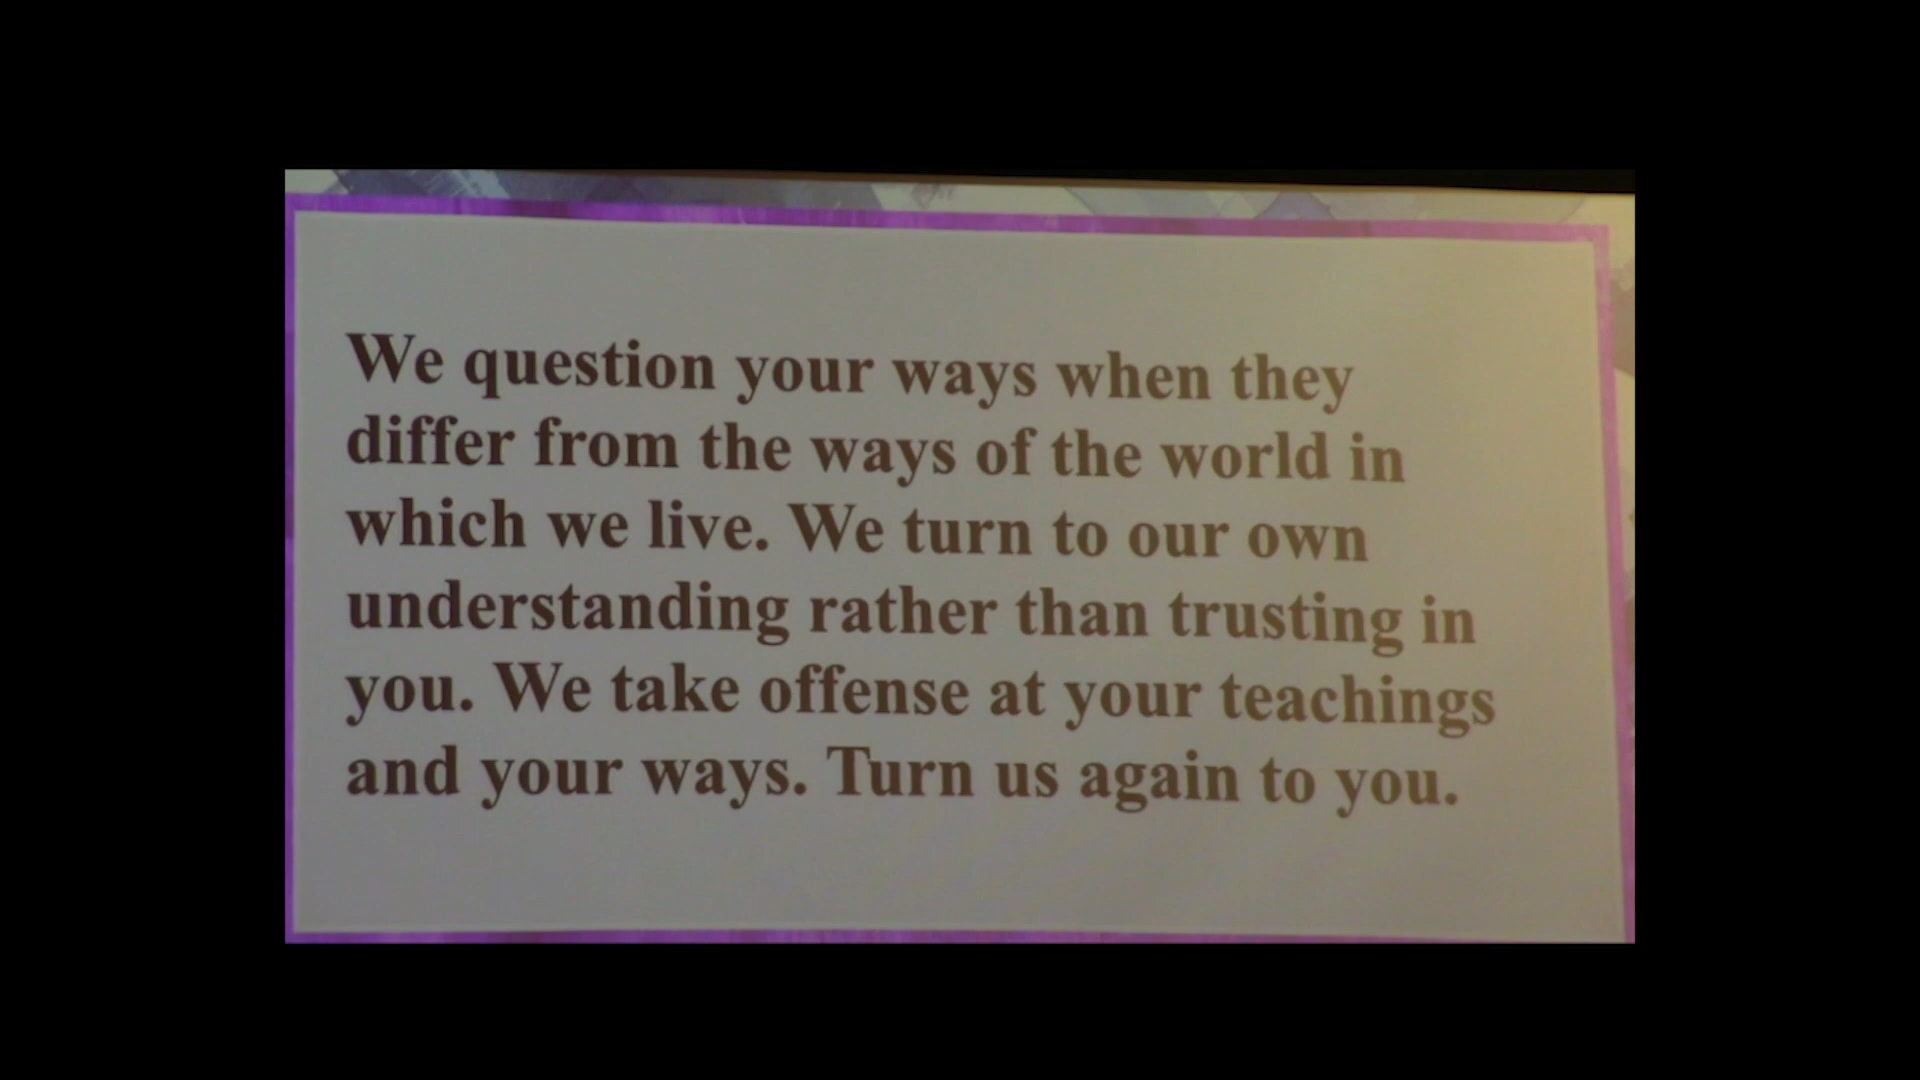 We question your ways when they
differ from the ways of the world in
which we live. We turn to our own
understanding rather than trusting in
you. We take offense at your teachings
and your ways. Turn us again to you.